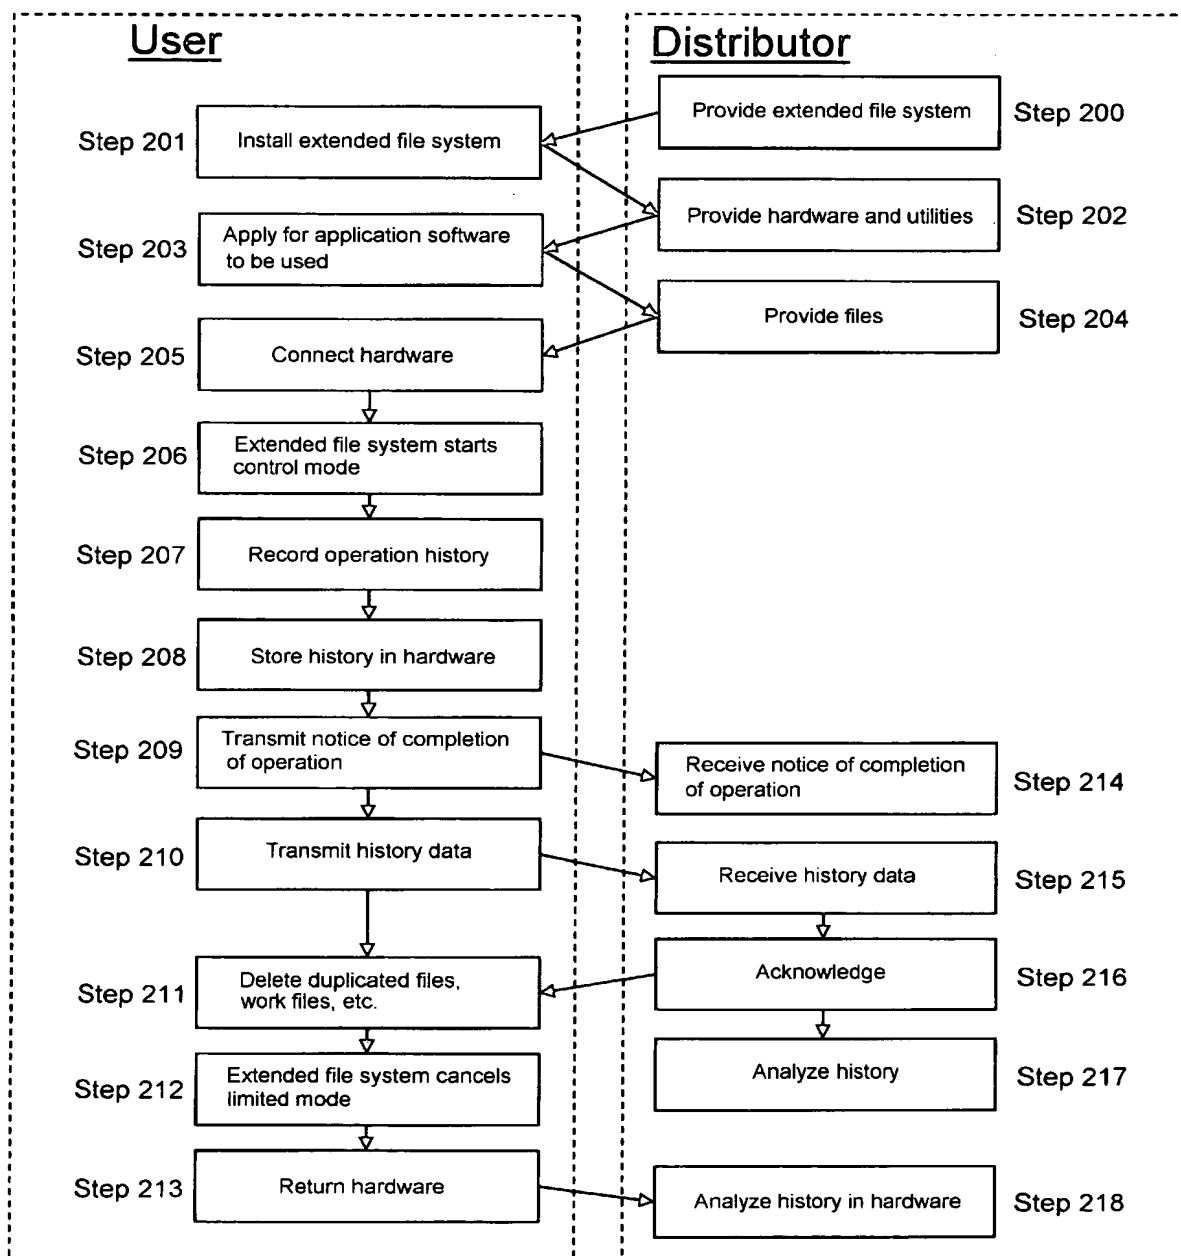 User
Distributor
Provide extended file system
Step 200
Step 201
Install extended file system
Provide hardware and utilities
Step 202
Step 203
Apply for application software
to be used
Provide files
Step 204
Step 205
Connect hardware
Step 206
Extended file system starts
control mode
Step 207
Record operation history
Step 208
Store history in hardware
Step 209
Transmit notice of completion
of operation
Receive notice of completion
of operation
Step 214
Step 210
Transmit history data
Receive history data
Step 215
Step 211
Delete duplicated files,
work files, etc.
Acknowledge
Step 216
Step 212
Extended file system cancels
limited mode
Analyze history
Step 217
Step 213
Return hardware
Analyze history in hardware
Step 218